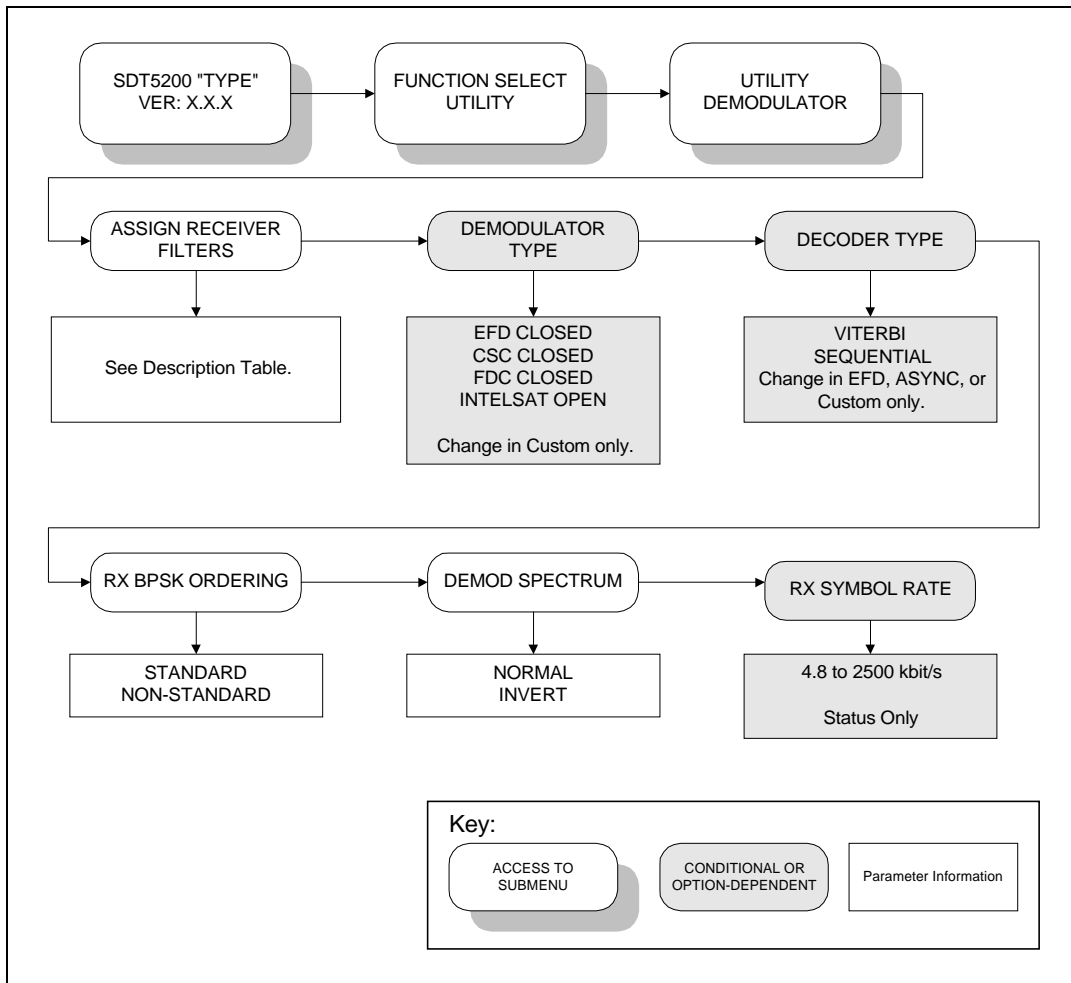 SDT5200 "TYPE"
VER: X.X.X
FUNCTION SELECT
UTILITY
UTILITY
DEMODULATOR
ASSIGN RECEIVER
FILTERS
DEMODULATOR
TYPE
DECODER TYPE
See Description Table.
EFD CLOSED
CSC CLOSED
FDC CLOSED
INTELSAT OPEN
Change in Custom only.
VITERBI
SEQUENTIAL
Change in EFD, ASYNC, or
Custom only.
RX BPSK ORDERING
DEMOD SPECTRUM
RX SYMBOL RATE
STANDARD
NON-STANDARD
NORMAL
INVERT
4.8 to 2500 kbit/s
Status Only
Key:
ACCESS TO
SUBMENU
CONDITIONAL OR
OPTION-DEPENDENT
Parameter Information